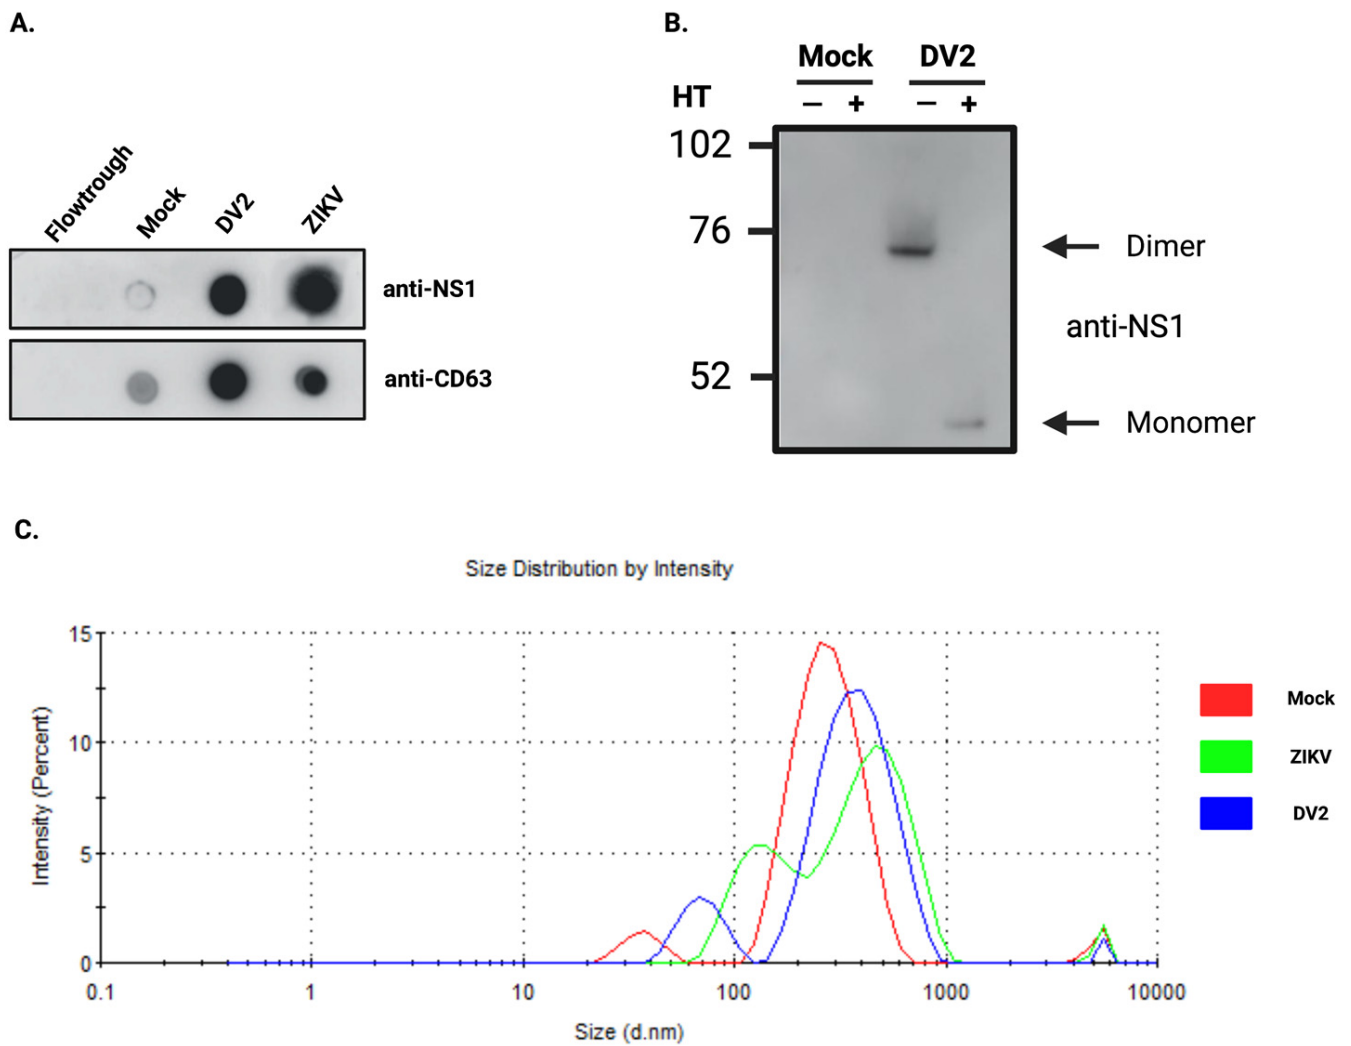 A.
Flowtrough
Mock
DV2
ZIKV
anti-NS1
anti-CD63
B.
Mock DV2
HT – + – +
102
76
52
Dimer
anti-NS1
Monomer
C.
Size Distribution by Intensity
Intensity (Percent)
15
10
5
0
0.1 1 10 100 1000 10000
Size (d.nm)
Mock
ZIKV
DV2